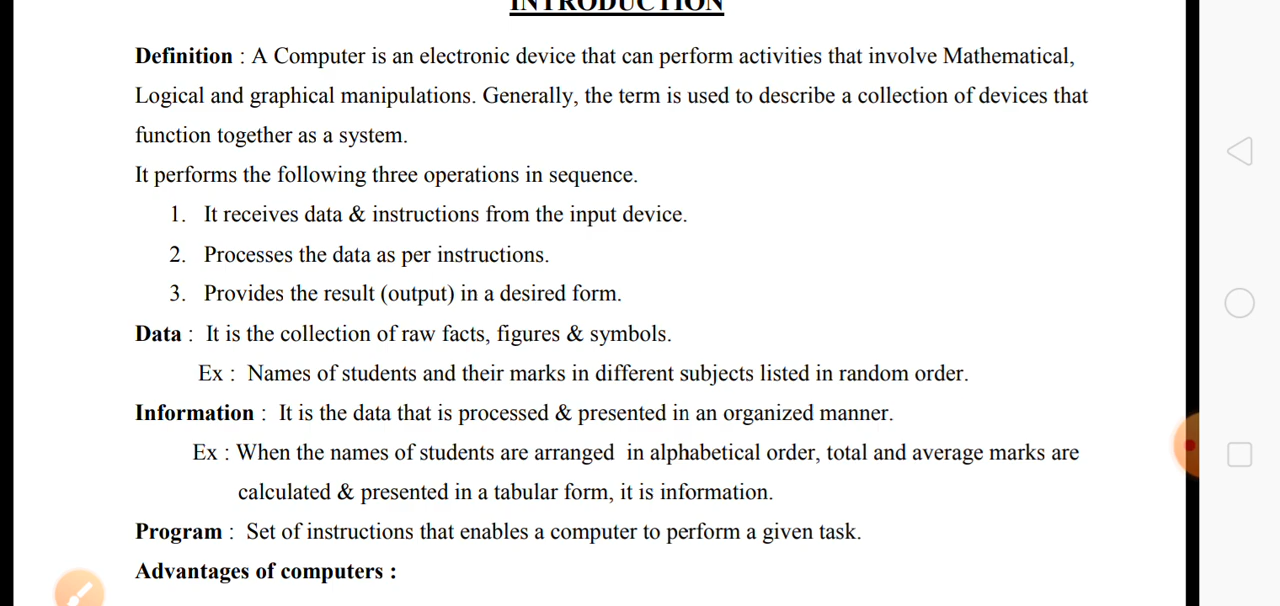 INTRODUCTION
Definition : A Computer is an electronic device that can perform activities that involve Mathematical,
Logical and graphical manipulations. Generally, the term is used to describe a collection of devices that
function together as a system.
It performs the following three operations in sequence.
1. It receives data & instructions from the input device.
2. Processes the data as per instructions.
3. Provides the result (output) in a desired form.
Data : It is the collection of raw facts, figures & symbols.
Ex : Names of students and their marks in different subjects listed in random order.
Information : It is the data that is processed & presented in an organized manner.
Ex : When the names of students are arranged in alphabetical order, total and average marks are
calculated & presented in a tabular form, it is information.
Program : Set of instructions that enables a computer to perform a given task.
Advantages of computers :